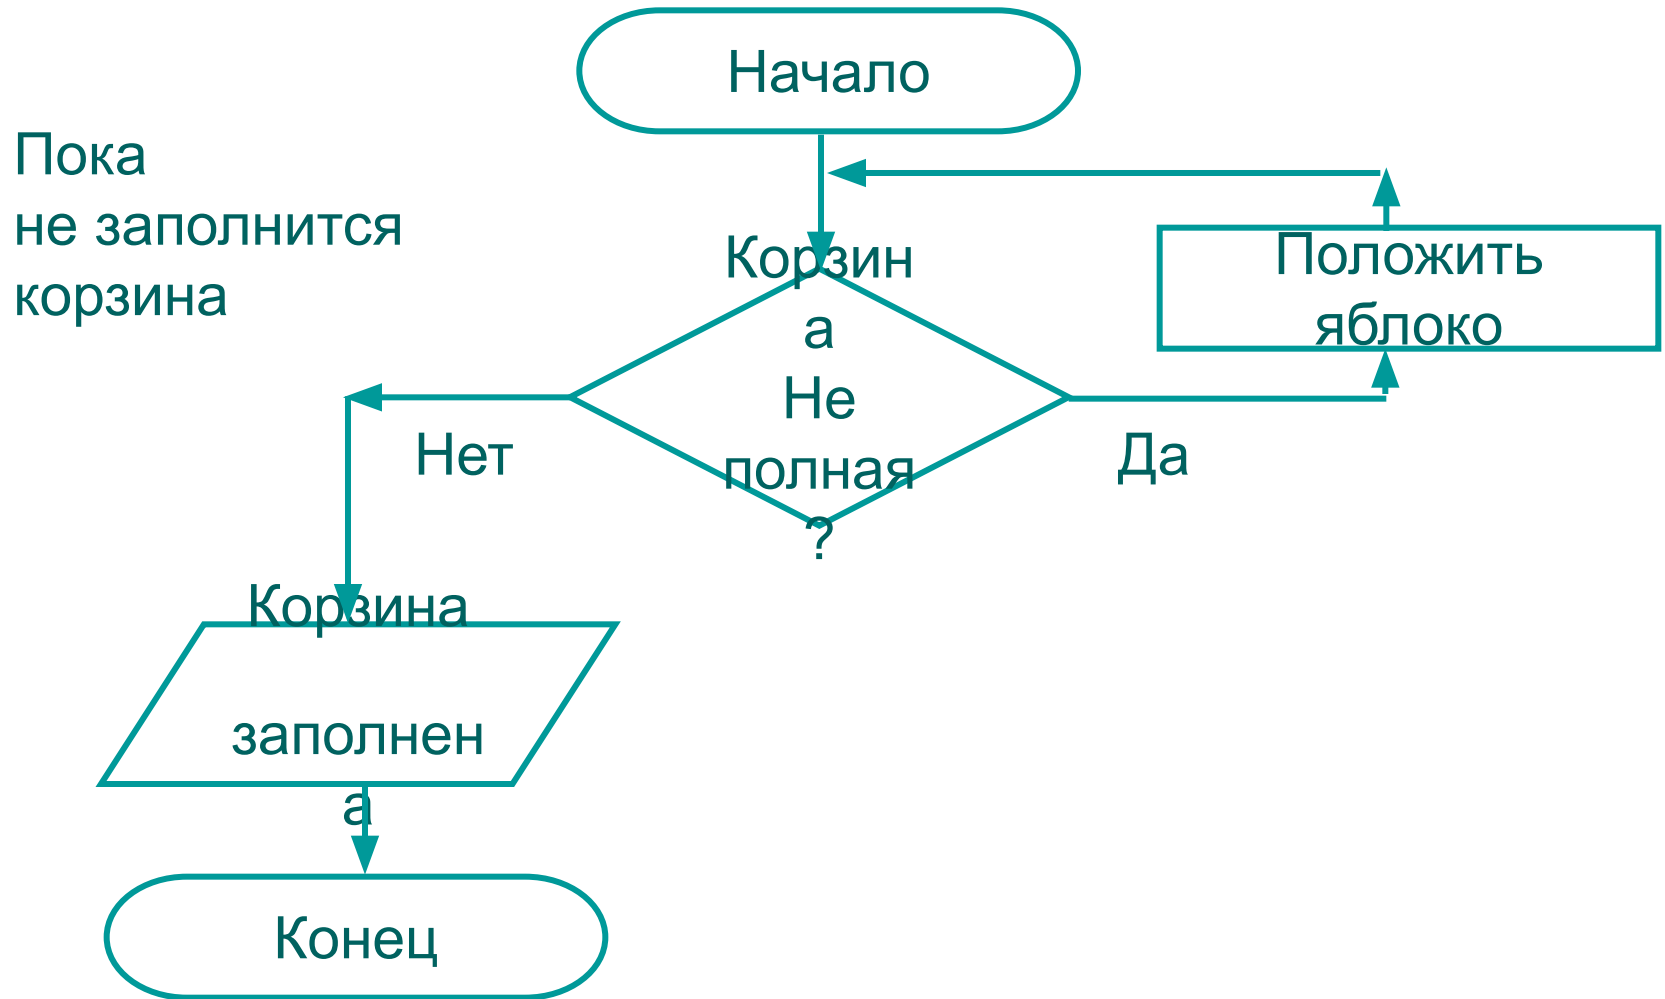 Начало
Пока
не заполнится
корзина
Положить
яблоко
Корзин
а
Не
полная
?
Нет
Да
Корзина
заполнен
а
Конец